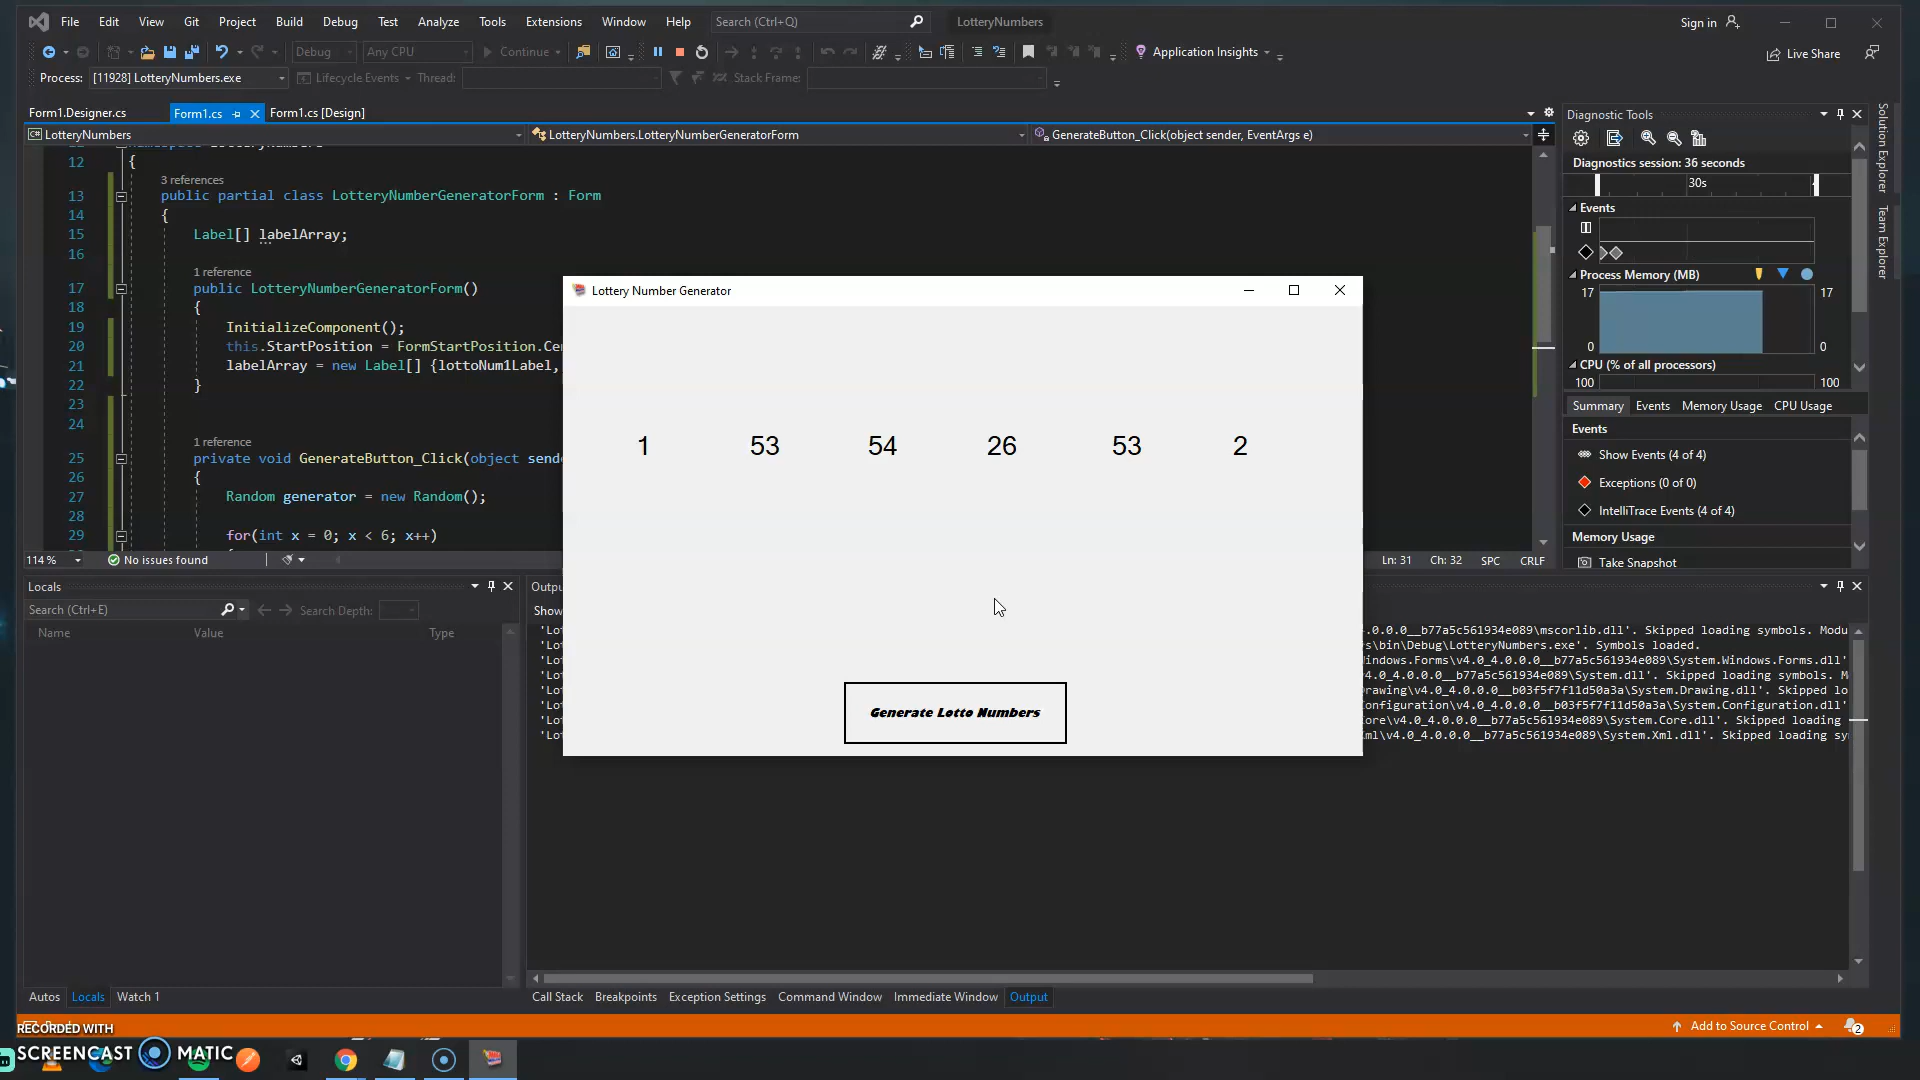 File Edit View Git Project Build Debug Test Analyze Tools Extensions Window Help Search (Ctrl+Q) LotteryNumbers Sign in
Debug Any CPU Continue Application Insights Live Share
Process: [11928] LotteryNumbers.exe Lifecycle Events Thread: Stack Frame:
Form1.Designer.cs Form1.cs Form1.cs [Design]
LotteryNumbers LotteryNumbers.LotteryNumberGeneratorForm GenerateButton_Click(object sender, EventArgs e)
12 {
3 references
13 public partial class LotteryNumberGeneratorForm : Form
14 {
15 Label[] labelArray;
16
1 reference
17 public LotteryNumberGeneratorForm()
18 {
19 InitializeComponent();
20 this.StartPosition = FormStartPosition.Ce
21 labelArray = new Label[] {lottoNum1Label,
22 }
23
24
1 reference
25 private void GenerateButton_Click(object sende
26 {
27 Random generator = new Random();
28
29 for(int x = 0; x < 6; x++)
114 % No issues found Ln: 31 Ch: 32 SPC CRLF
Lottery Number Generator
1 53 54 26 53 2
Generate Lotto Numbers
Diagnostic Tools
Diagnostics session: 36 seconds
30s
Events
Process Memory (MB)
17 17
0 0
CPU (% of all processors)
100 100
Summary Events Memory Usage CPU Usage
Events
Show Events (4 of 4)
Exceptions (0 of 0)
IntelliTrace Events (4 of 4)
Memory Usage
Take Snapshot
Solution Explorer
Team Explorer
Locals
Search (Ctrl+E) Search Depth:
Name Value Type
Outpu
Show
'Lot .0.0.0__b77a5c561934e089\mscorlib.dll'. Skipped loading symbols. Modu
'Lot s\bin\Debug\LotteryNumbers.exe'. Symbols loaded.
'Lot indows.Forms\v4.0_4.0.0.0__b77a5c561934e089\System.Windows.Forms.dll'
'Lot v4.0_4.0.0.0__b77a5c561934e089\System.dll'. Skipped loading symbols. M
'Lot rawing\v4.0_4.0.0.0__b03f5f7f11d50a3a\System.Drawing.dll'. Skipped lo
'Lot onfiguration\v4.0_4.0.0.0__b03f5f7f11d50a3a\System.Configuration.dll'
'Lot ore\v4.0_4.0.0.0__b77a5c561934e089\System.Core.dll'. Skipped loading
'Lot ml\v4.0_4.0.0.0__b77a5c561934e089\System.Xml.dll'. Skipped loading sy
Autos Locals Watch 1 Call Stack Breakpoints Exception Settings Command Window Immediate Window Output
Add to Source Control 2
RECORDED WITH
SCREENCAST MATIC